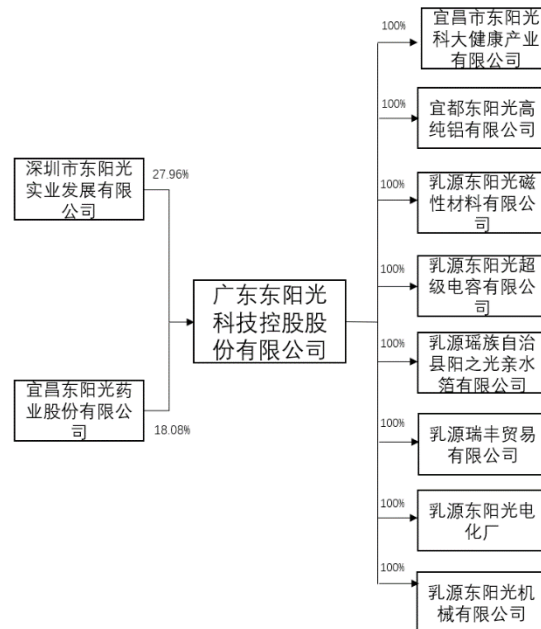 深圳市东阳光
实业发展有限
公司
27.96%
宜昌东阳光药
业股份有限公
司
18.08%
广东东阳光
科技控股股
份有限公司
100%
宜昌市东阳光
科大健康产业
有限公司
100%
宜都东阳光高
纯铝有限公司
100%
乳源东阳光磁
性材料有限公
司
100%
乳源东阳光超
级电容有限公
司
100%
乳源瑶族自治
县阳之光亲水
箔有限公司
100%
乳源瑞丰贸易
有限公司
100%
乳源东阳光电
化厂
100%
乳源东阳光机
械有限公司